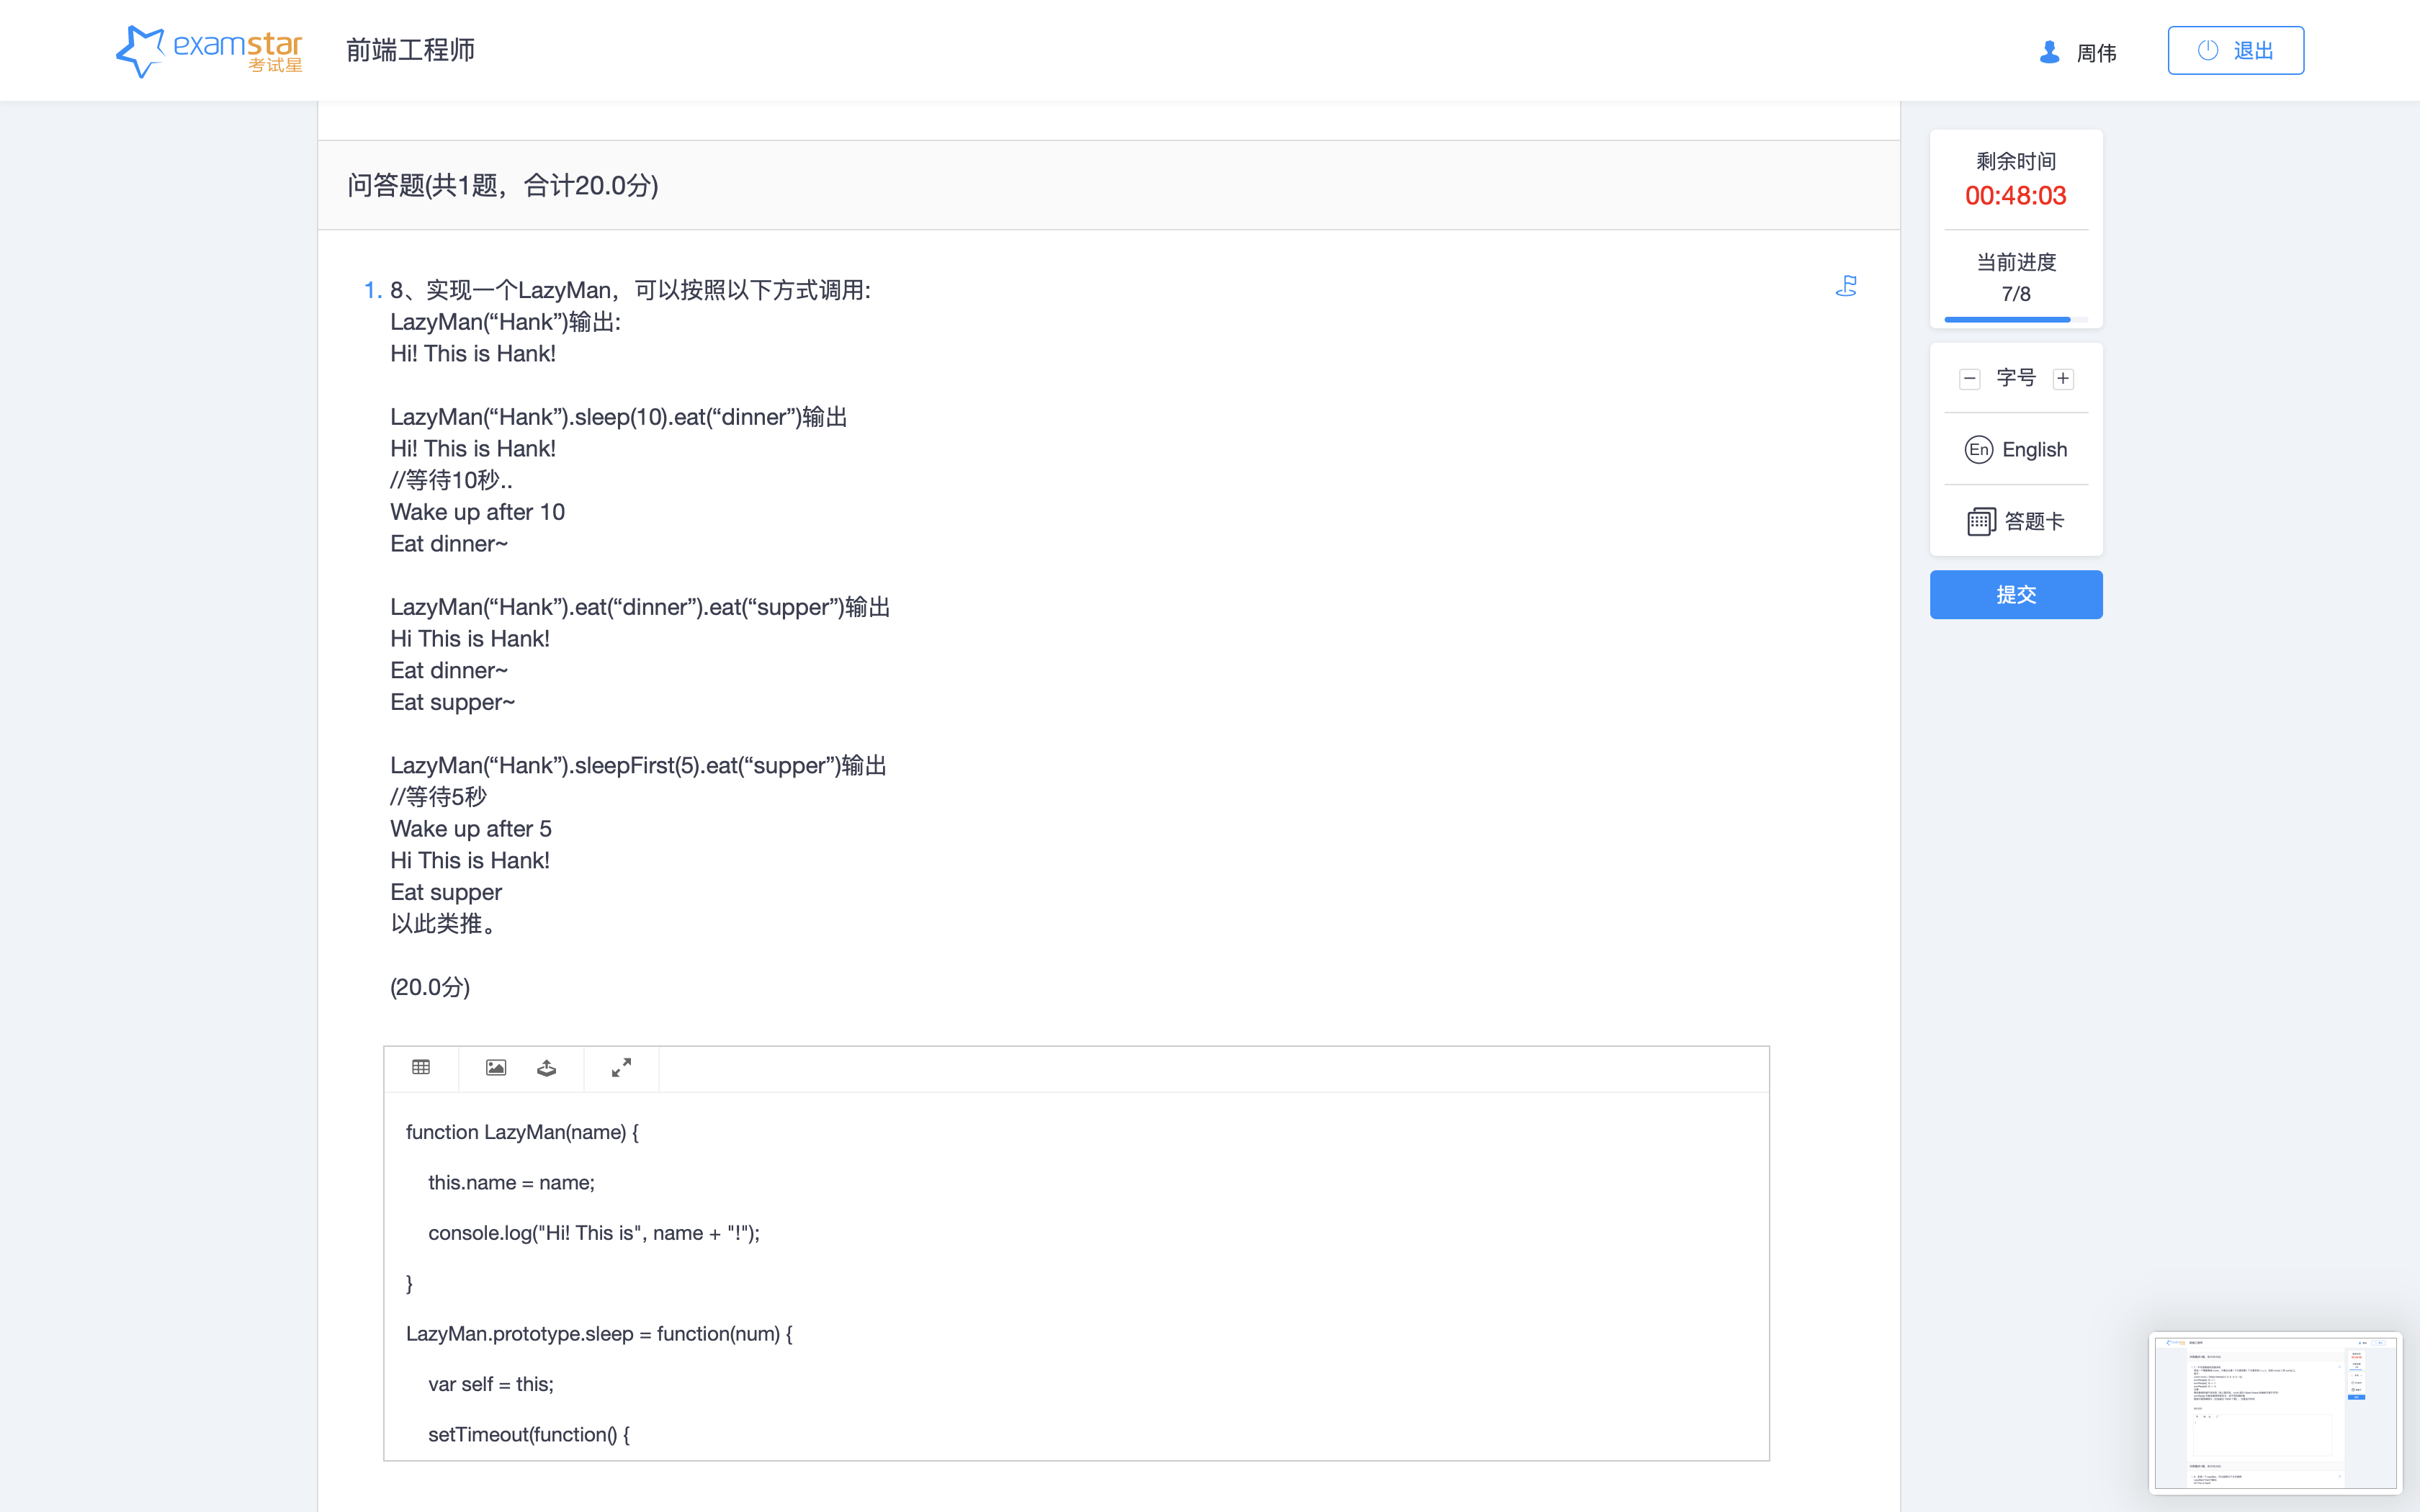 examstar
考试星
前端工程师
周伟
退出
问答题(共1题，合计20.0分)
1. 8、实现一个LazyMan，可以按照以下方式调用:
LazyMan(“Hank”)输出:
Hi! This is Hank!
LazyMan(“Hank”).sleep(10).eat(“dinner”)输出
Hi! This is Hank!
//等待10秒..
Wake up after 10
Eat dinner~
LazyMan(“Hank”).eat(“dinner”).eat(“supper”)输出
Hi This is Hank!
Eat dinner~
Eat supper~
LazyMan(“Hank”).sleepFirst(5).eat(“supper”)输出
//等待5秒
Wake up after 5
Hi This is Hank!
Eat supper
以此类推。
(20.0分)
function LazyMan(name) {
this.name = name;
console.log("Hi! This is", name + "!");
}
LazyMan.prototype.sleep = function(num) {
var self = this;
setTimeout(function() {
剩余时间
00:48:03
当前进度
7/8
字号
En English
答题卡
提交